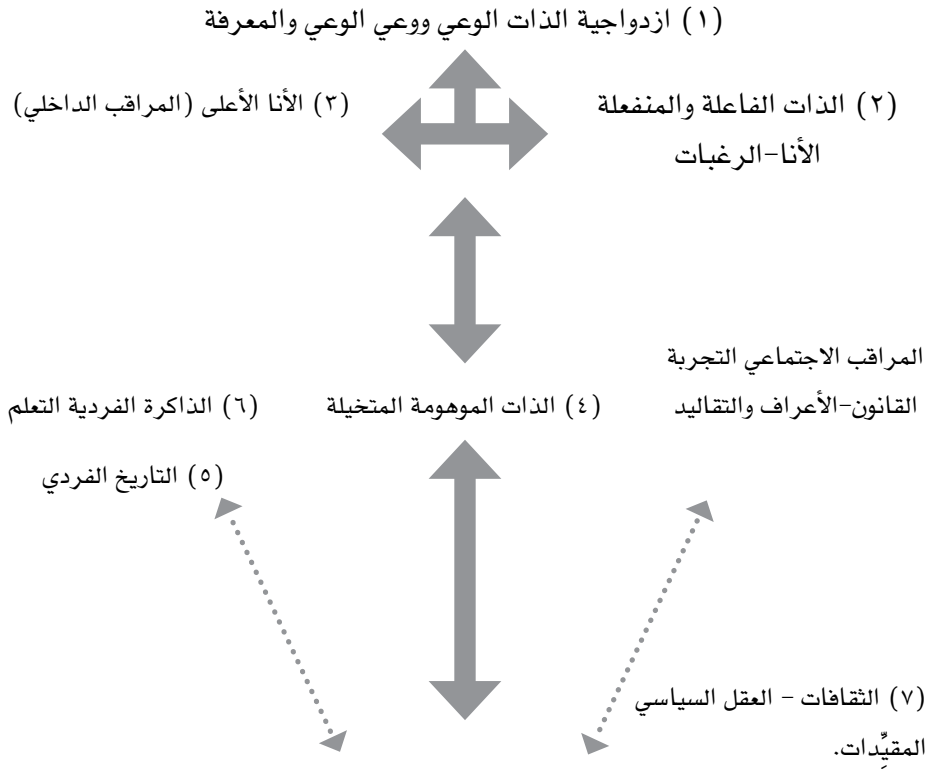 (١) ازدواجية الذات الوعي ووعي الوعي والمعرفة
(٢) الذات الفاعلة والمنفعلة
الأنا-الرغبات
(٣) الأنا الأعلى (المراقب الداخلي)
المراقب الاجتماعي التجربة
القانون-الأعراف والتقاليد
(٤) الذات الموهومة المتخيلة
(٦) الذاكرة الفردية التعلم
(٥) التاريخ الفردي
(٧) الثقافات - العقل السياسي
المقيِّدات.